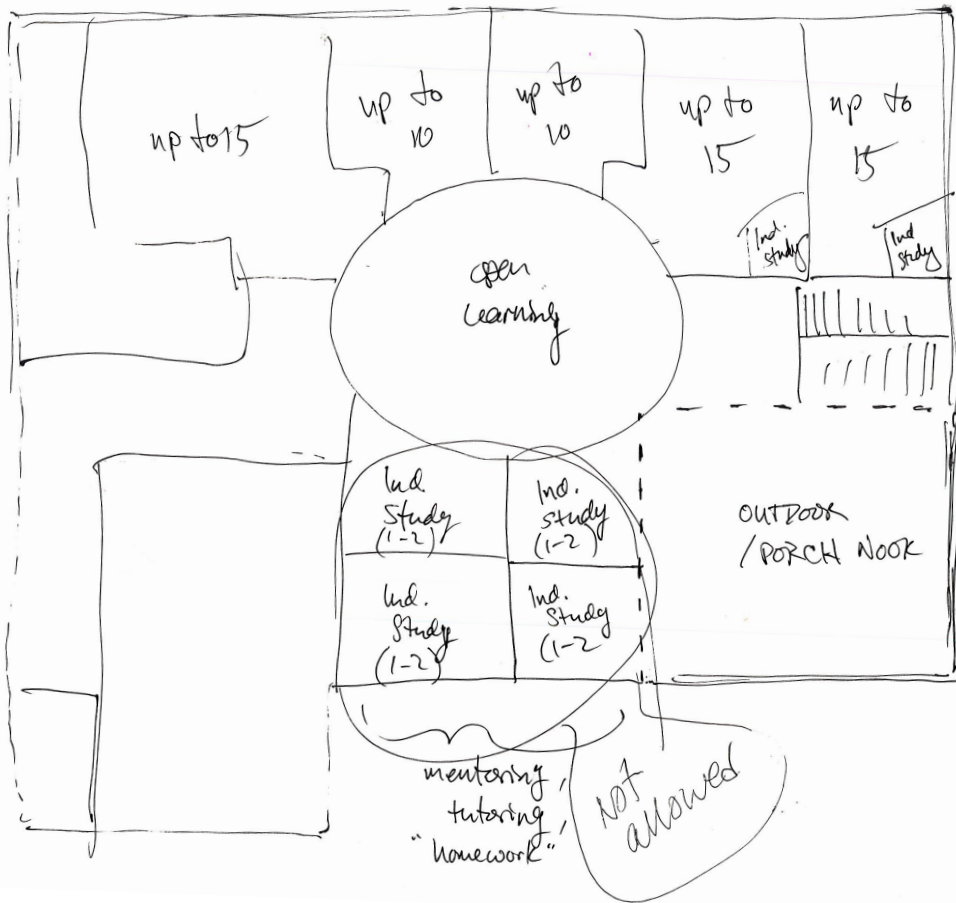 up to 15
up to
10
up to
10
up to
15
up to
15
Ind.
Study
Ind
Study
open
learning
Ind.
Study
(1-2)
Ind.
Study
(1-2)
Ind.
Study
(1-2)
Ind.
Study
(1-2
OUTDOOR
/PORCH NOOK
mentoring,
tutoring,
"homework"
Not
allowed